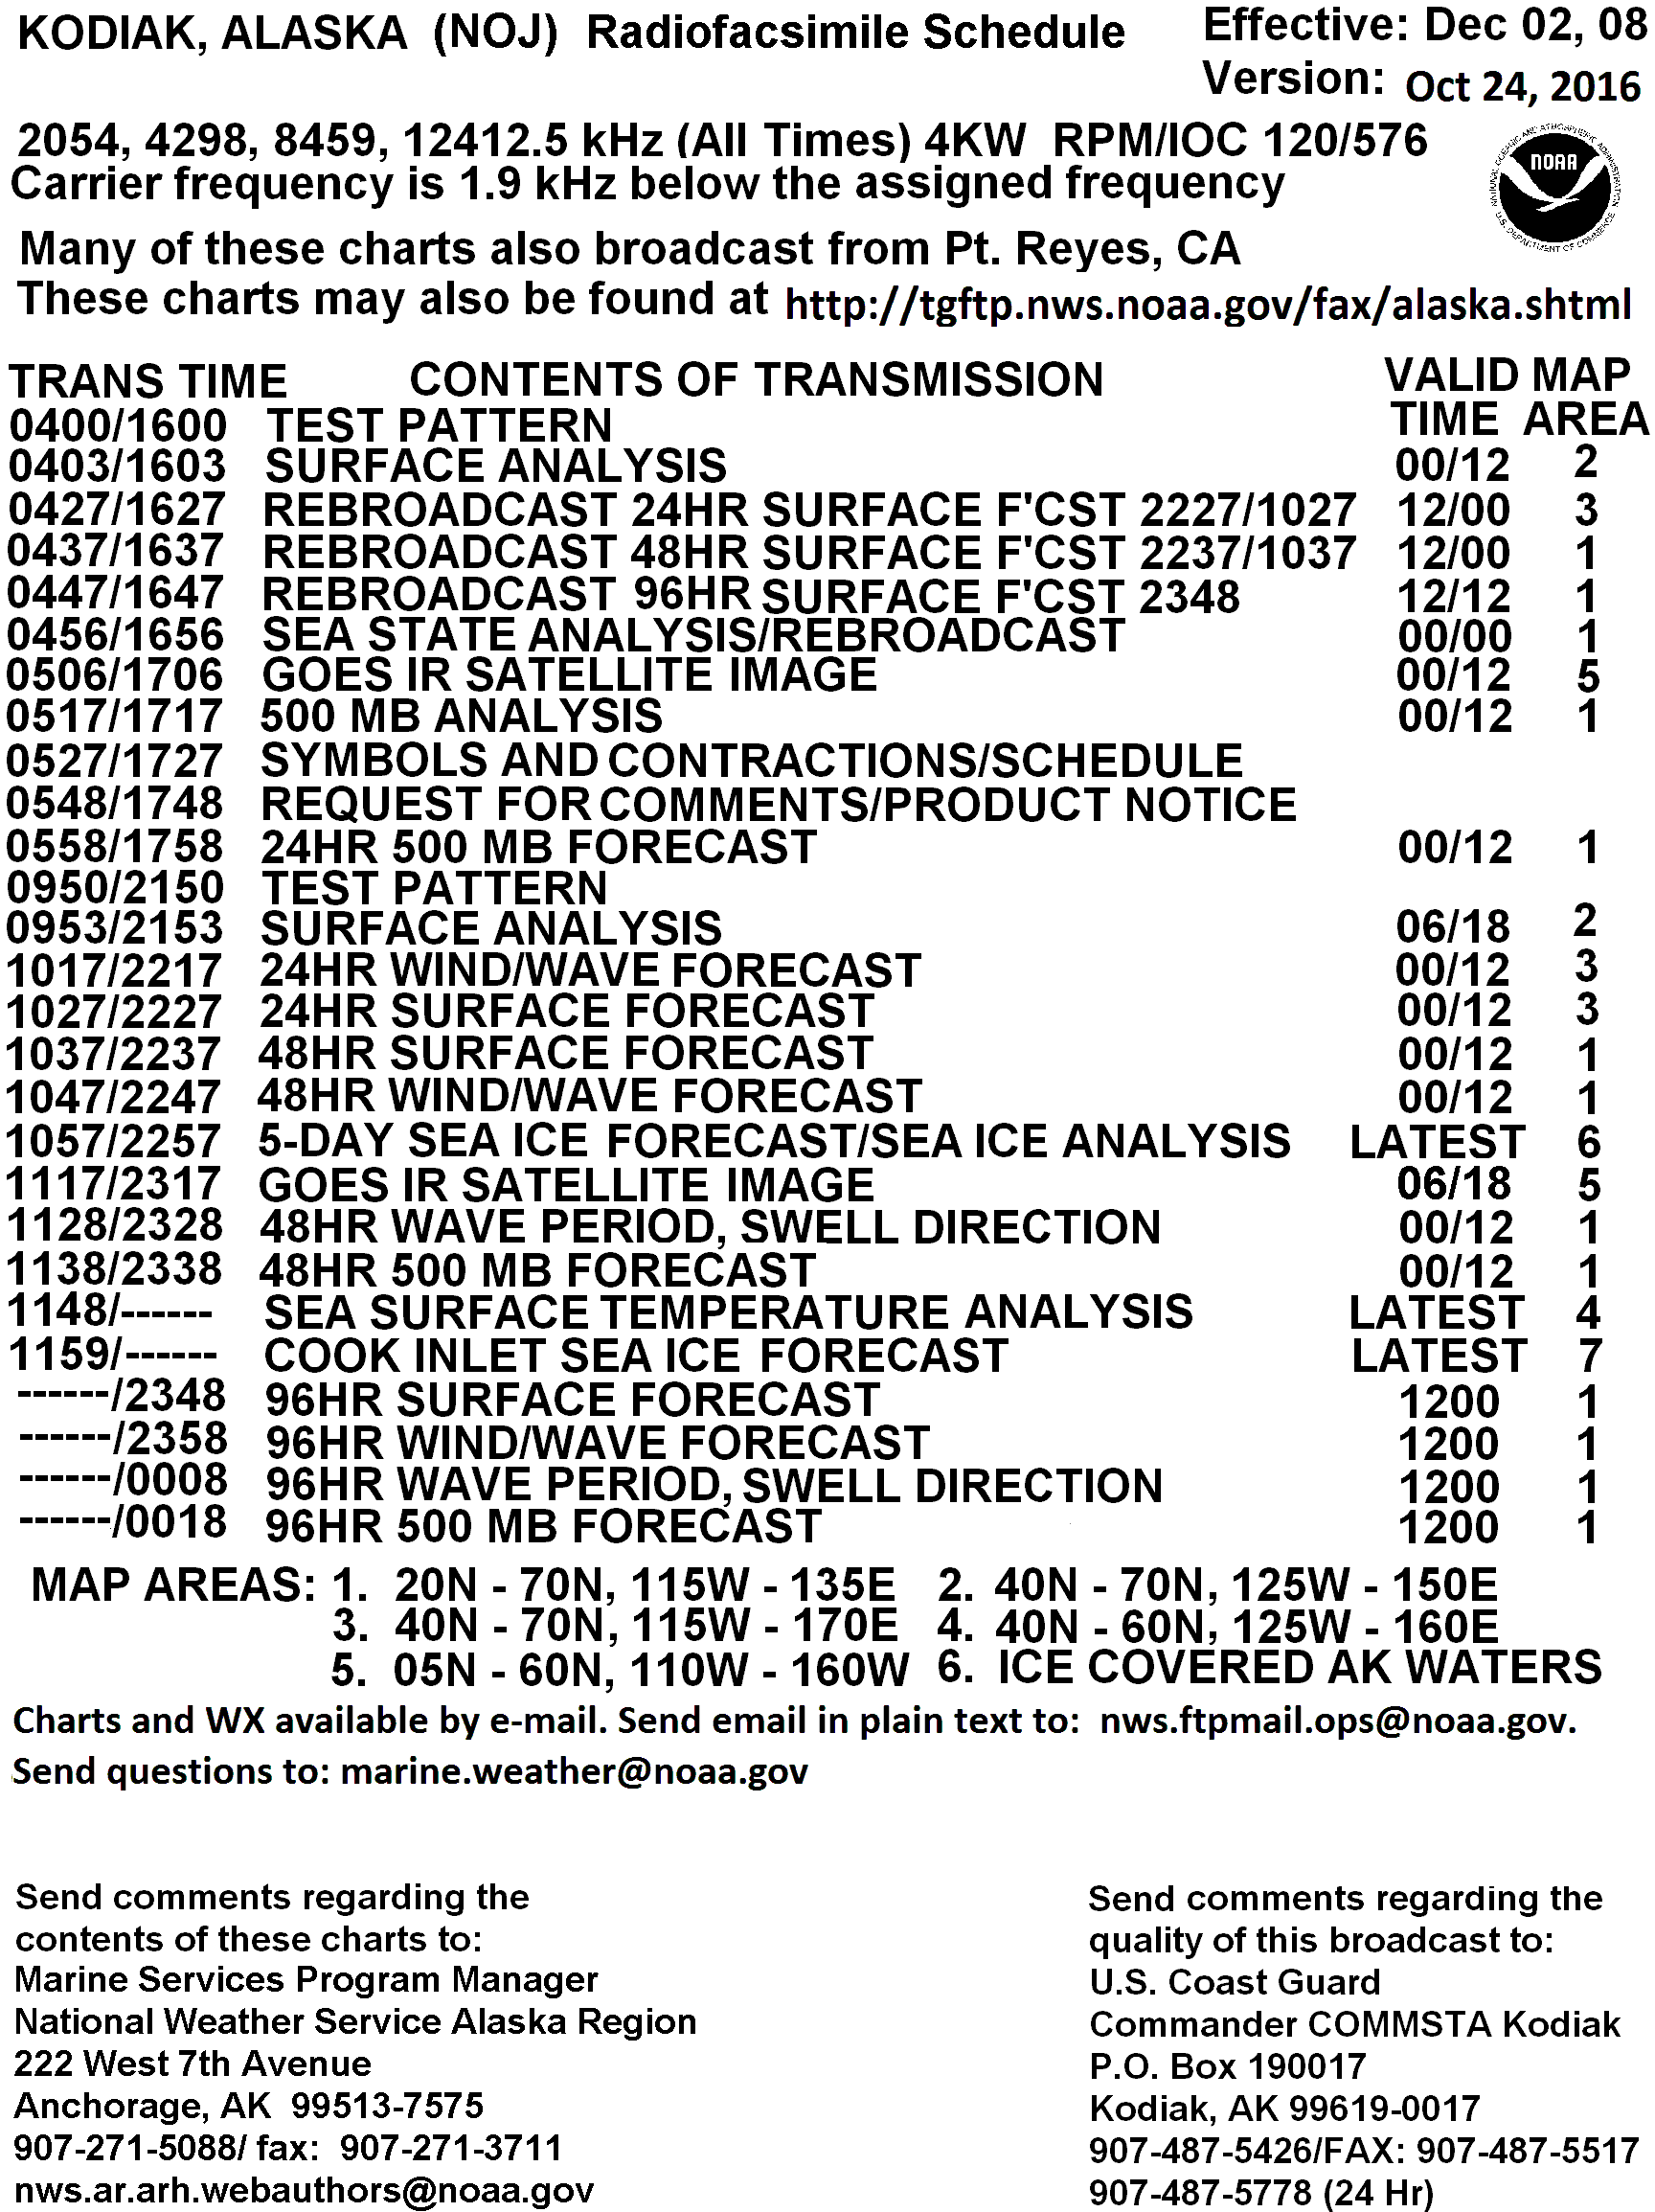 KODIAK, ALASKA (NOJ) Radiofacsimile Schedule
Effective: Dec 02, 08
Version: Oct 24, 2016
2054, 4298, 8459, 12412.5 kHz (All Times) 4KW RPM/IOC 120/576
Carrier frequency is 1.9 kHz below the assigned frequency
NATIONAL OCEANIC AND ATMOSPHERIC ADMINISTRATION
NOAA
U.S. DEPARTMENT OF COMMERCE
Many of these charts also broadcast from Pt. Reyes, CA
These charts may also be found at http://tgftp.nws.noaa.gov/fax/alaska.shtml
TRANS TIME CONTENTS OF TRANSMISSION VALID TIME MAP AREA
0400/1600 TEST PATTERN
0403/1603 SURFACE ANALYSIS 00/12 2
0427/1627 REBROADCAST 24HR SURFACE F'CST 2227/1027 12/00 3
0437/1637 REBROADCAST 48HR SURFACE F'CST 2237/1037 12/00 1
0447/1647 REBROADCAST 96HR SURFACE F'CST 2348 12/12 1
0456/1656 SEA STATE ANALYSIS/REBROADCAST 00/00 1
0506/1706 GOES IR SATELLITE IMAGE 00/12 5
0517/1717 500 MB ANALYSIS 00/12 1
0527/1727 SYMBOLS AND CONTRACTIONS/SCHEDULE
0548/1748 REQUEST FOR COMMENTS/PRODUCT NOTICE
0558/1758 24HR 500 MB FORECAST 00/12 1
0950/2150 TEST PATTERN
0953/2153 SURFACE ANALYSIS 06/18 2
1017/2217 24HR WIND/WAVE FORECAST 00/12 3
1027/2227 24HR SURFACE FORECAST 00/12 3
1037/2237 48HR SURFACE FORECAST 00/12 1
1047/2247 48HR WIND/WAVE FORECAST 00/12 1
1057/2257 5-DAY SEA ICE FORECAST/SEA ICE ANALYSIS LATEST 6
1117/2317 GOES IR SATELLITE IMAGE 06/18 5
1128/2328 48HR WAVE PERIOD, SWELL DIRECTION 00/12 1
1138/2338 48HR 500 MB FORECAST 00/12 1
1148/------ SEA SURFACE TEMPERATURE ANALYSIS LATEST 4
1159/------ COOK INLET SEA ICE FORECAST LATEST 7
------/2348 96HR SURFACE FORECAST 1200 1
------/2358 96HR WIND/WAVE FORECAST 1200 1
------/0008 96HR WAVE PERIOD, SWELL DIRECTION 1200 1
------/0018 96HR 500 MB FORECAST 1200 1
MAP AREAS: 1. 20N - 70N, 115W - 135E 2. 40N - 70N, 125W - 150E
3. 40N - 70N, 115W - 170E 4. 40N - 60N, 125W - 160E
5. 05N - 60N, 110W - 160W 6. ICE COVERED AK WATERS
Charts and WX available by e-mail. Send email in plain text to: nws.ftpmail.ops@noaa.gov.
Send questions to: marine.weather@noaa.gov
Send comments regarding the
contents of these charts to:
Marine Services Program Manager
National Weather Service Alaska Region
222 West 7th Avenue
Anchorage, AK 99513-7575
907-271-5088/ fax: 907-271-3711
nws.ar.arh.webauthors@noaa.gov
Send comments regarding the
quality of this broadcast to:
U.S. Coast Guard
Commander COMMSTA Kodiak
P.O. Box 190017
Kodiak, AK 99619-0017
907-487-5426/FAX: 907-487-5517
907-487-5778 (24 Hr)